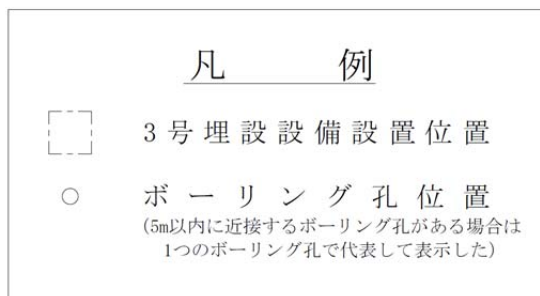 凡 例
3号埋設設備設置位置
ボーリング孔位置
(5m以内に近接するボーリング孔がある場合は
1つのボーリング孔で代表して表示した)